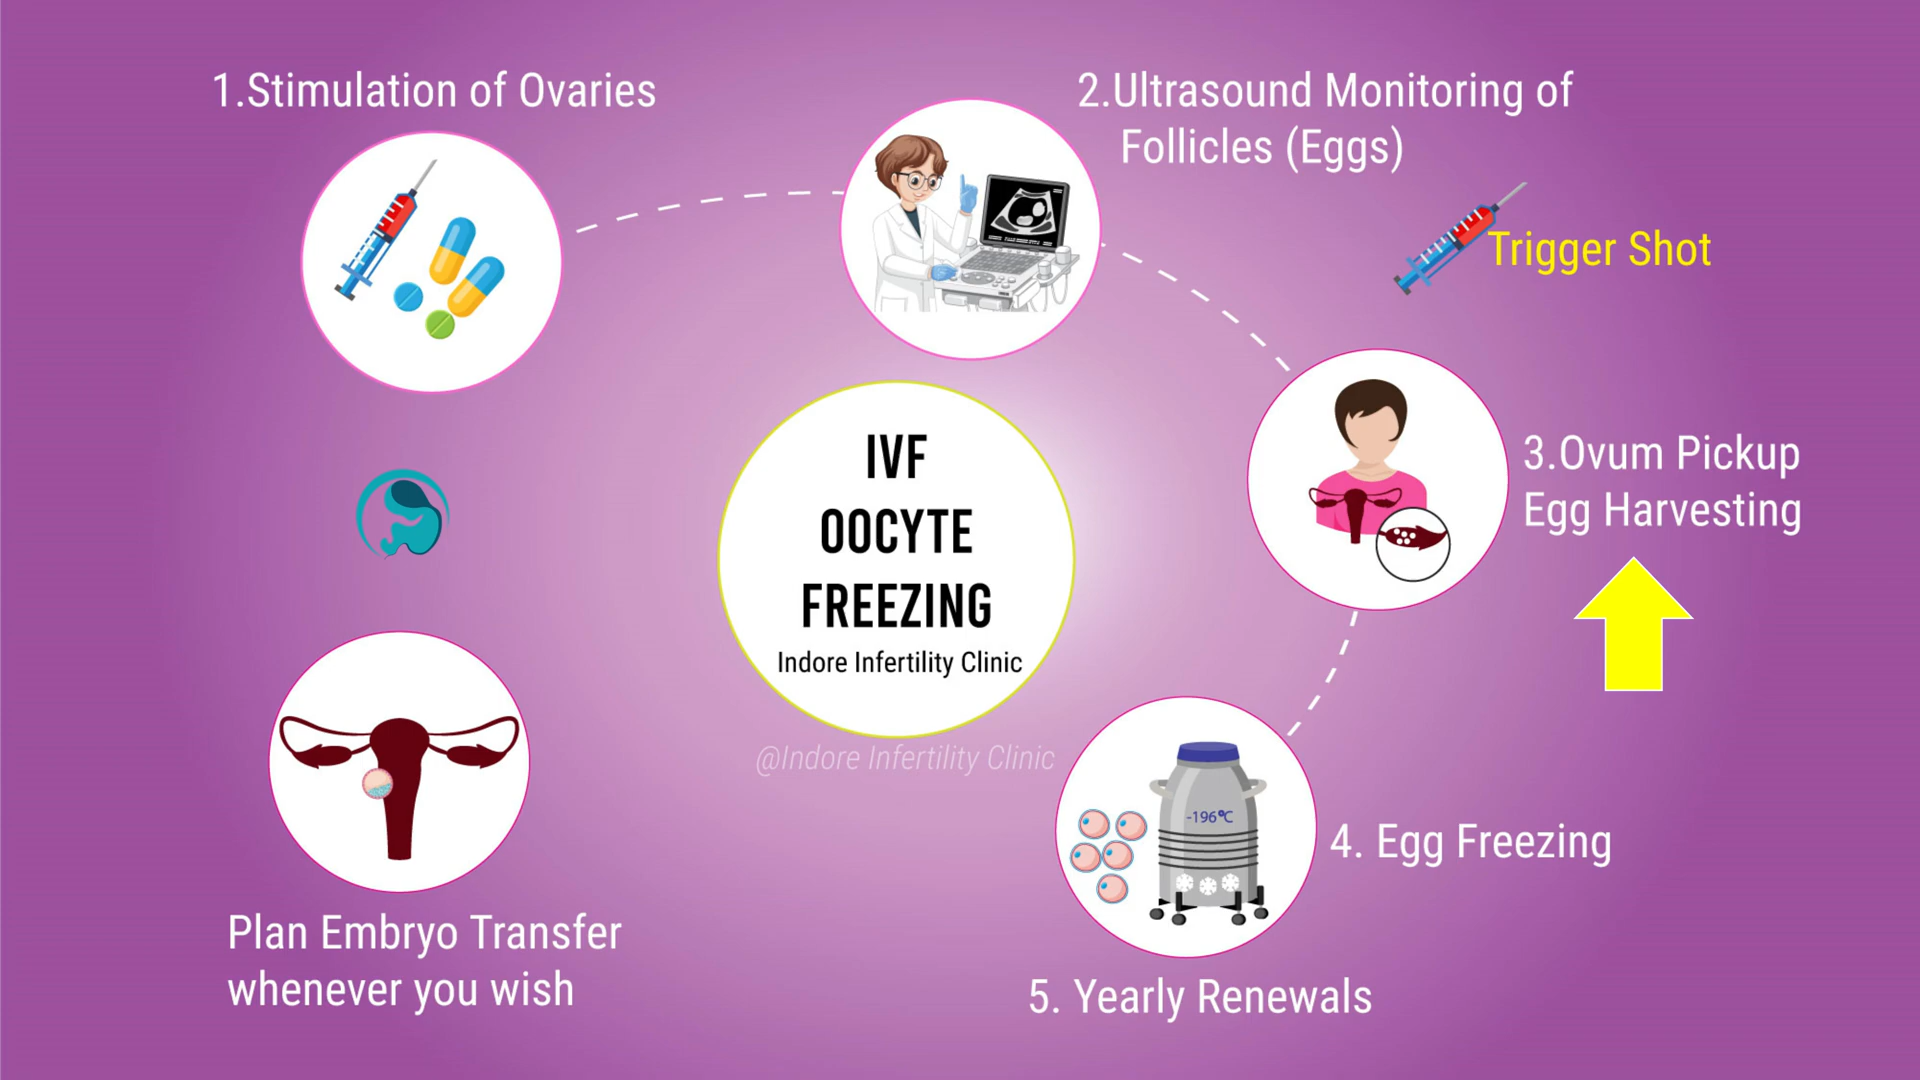 1.Stimulation of Ovaries
2.Ultrasound Monitoring of
Follicles (Eggs)
Trigger Shot
3.Ovum Pickup
Egg Harvesting
IVF
OOCYTE
FREEZING
Indore Infertility Clinic
@Indore Infertility Clinic
-196°C
4. Egg Freezing
5. Yearly Renewals
Plan Embryo Transfer
whenever you wish